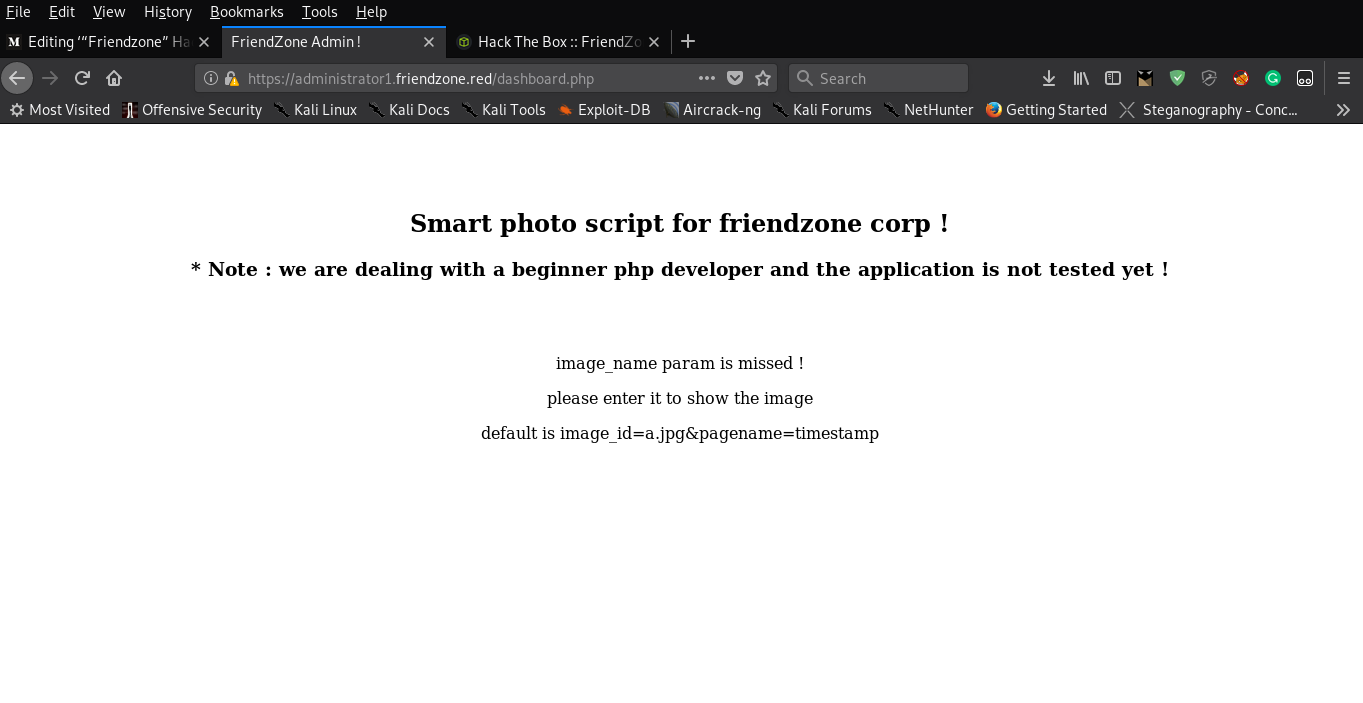 File Edit View History Bookmarks Tools Help
Editing ‘“Friendzone” Ha FriendZone Admin ! Hack The Box :: FriendZo
https://administrator1.friendzone.red/dashboard.php Search
Most Visited Offensive Security Kali Linux Kali Docs Kali Tools Exploit-DB Aircrack-ng Kali Forums NetHunter Getting Started Steganography - Conc...
Smart photo script for friendzone corp !
* Note : we are dealing with a beginner php developer and the application is not tested yet !
image_name param is missed !
please enter it to show the image
default is image_id=a.jpg&pagename=timestamp